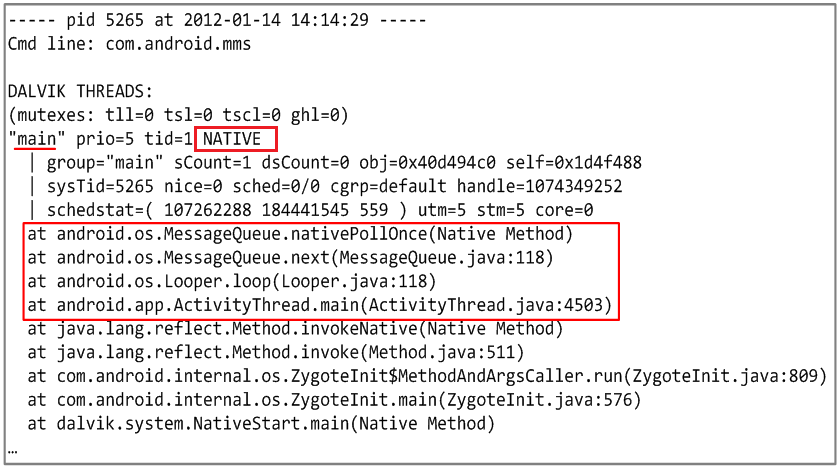 ----- pid 5265 at 2012-01-14 14:14:29 -----
Cmd line: com.android.mms
DALVIK THREADS:
(mutexes: tll=0 tsl=0 tscl=0 ghl=0)
"main" prio=5 tid=1 NATIVE
| group="main" sCount=1 dsCount=0 obj=0x40d494c0 self=0x1d4f488
| sysTid=5265 nice=0 sched=0/0 cgrp=default handle=1074349252
| schedstat=( 107262288 184441545 559 ) utm=5 stm=5 core=0
at android.os.MessageQueue.nativePollOnce(Native Method)
at android.os.MessageQueue.next(MessageQueue.java:118)
at android.os.Looper.loop(Looper.java:118)
at android.app.ActivityThread.main(ActivityThread.java:4503)
at java.lang.reflect.Method.invokeNative(Native Method)
at java.lang.reflect.Method.invoke(Method.java:511)
at com.android.internal.os.ZygoteInit$MethodAndArgsCaller.run(ZygoteInit.java:809)
at com.android.internal.os.ZygoteInit.main(ZygoteInit.java:576)
at dalvik.system.NativeStart.main(Native Method)
…